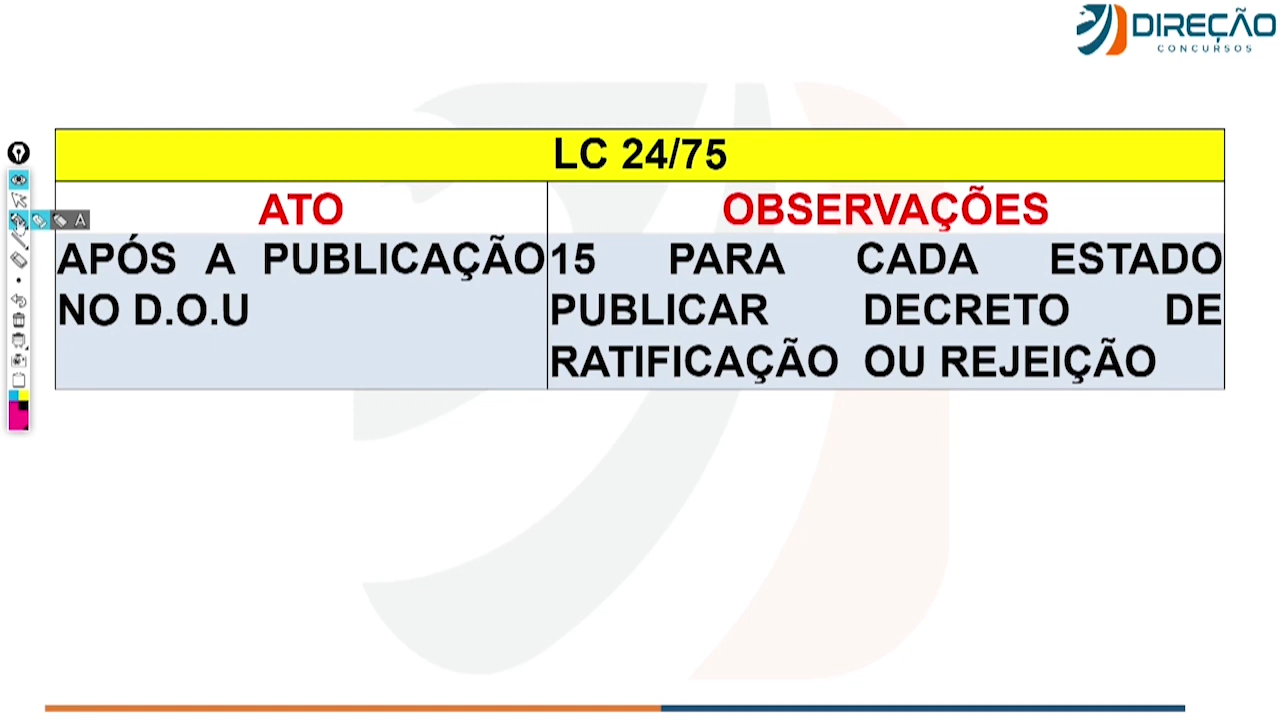 DIREÇÃO
CONCURSOS
LC 24/75
ATO
OBSERVAÇÕES
APÓS A PUBLICAÇÃO
NO D.O.U
15 PARA CADA ESTADO
PUBLICAR DECRETO DE
RATIFICAÇÃO OU REJEIÇÃO
A